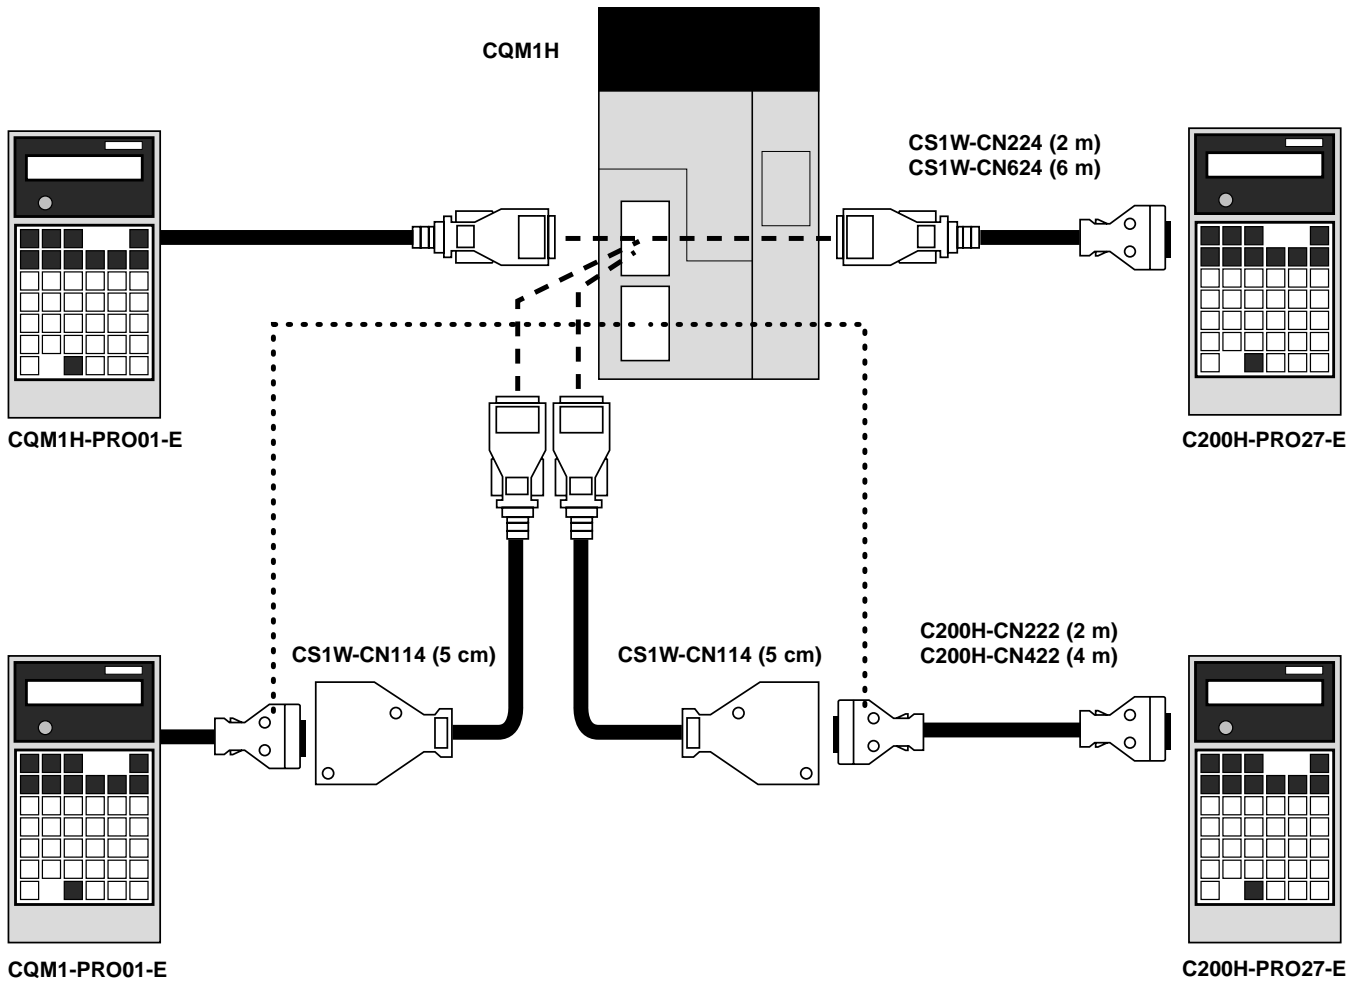 CQM1H
CS1W-CN224 (2 m)
CS1W-CN624 (6 m)
CQM1H-PRO01-E
C200H-PRO27-E
CS1W-CN114 (5 cm)
CS1W-CN114 (5 cm)
C200H-CN222 (2 m)
C200H-CN422 (4 m)
CQM1-PRO01-E
C200H-PRO27-E